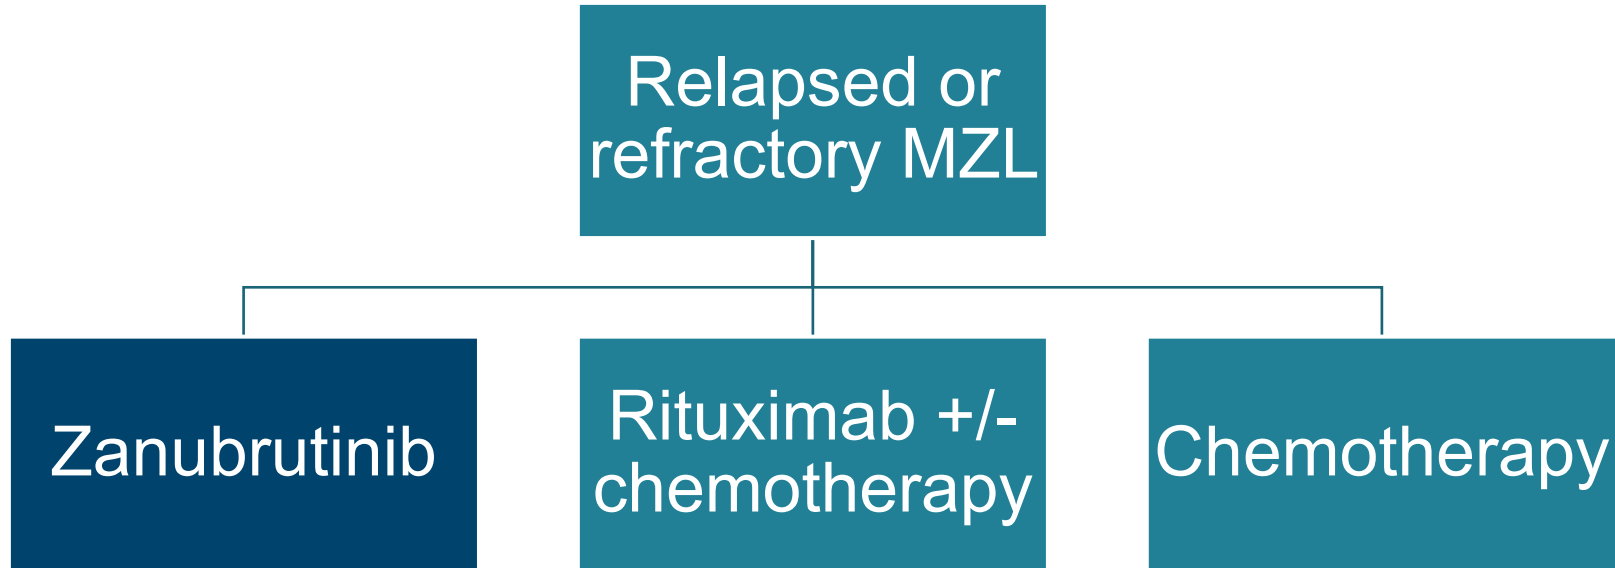 Relapsed or
refractory MZL
Zanubrutinib
Rituximab +/-
chemotherapy
Chemotherapy